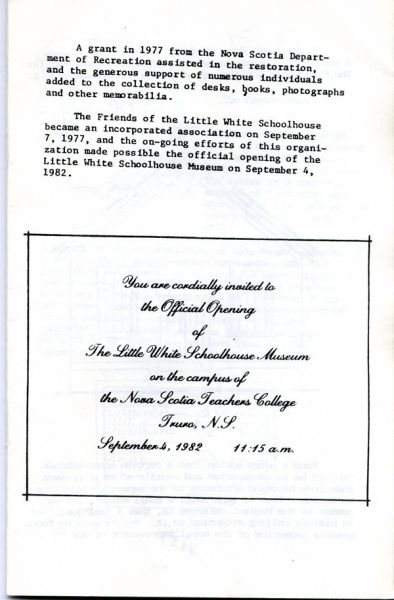 A grant in 1977 from the Nova Scotia Depart-
ment of Recreation assisted in the restoration,
and the generous support of numerous individuals
added to the collection of desks, books, photographs
and other memorabilia.
The Friends of the Little White Schoolhouse
became an incorporated association on September
7, 1977, and the on-going efforts of this organi-
zation made possible the official opening of the
Little White Schoolhouse Museum on September 4,
1982.
You are cordially invited to
the Official Opening
of
The Little White Schoolhouse Museum
on the campus of
the Nova Scotia Teachers College
Truro, N.S.
September 4, 1982 11:15 a.m.